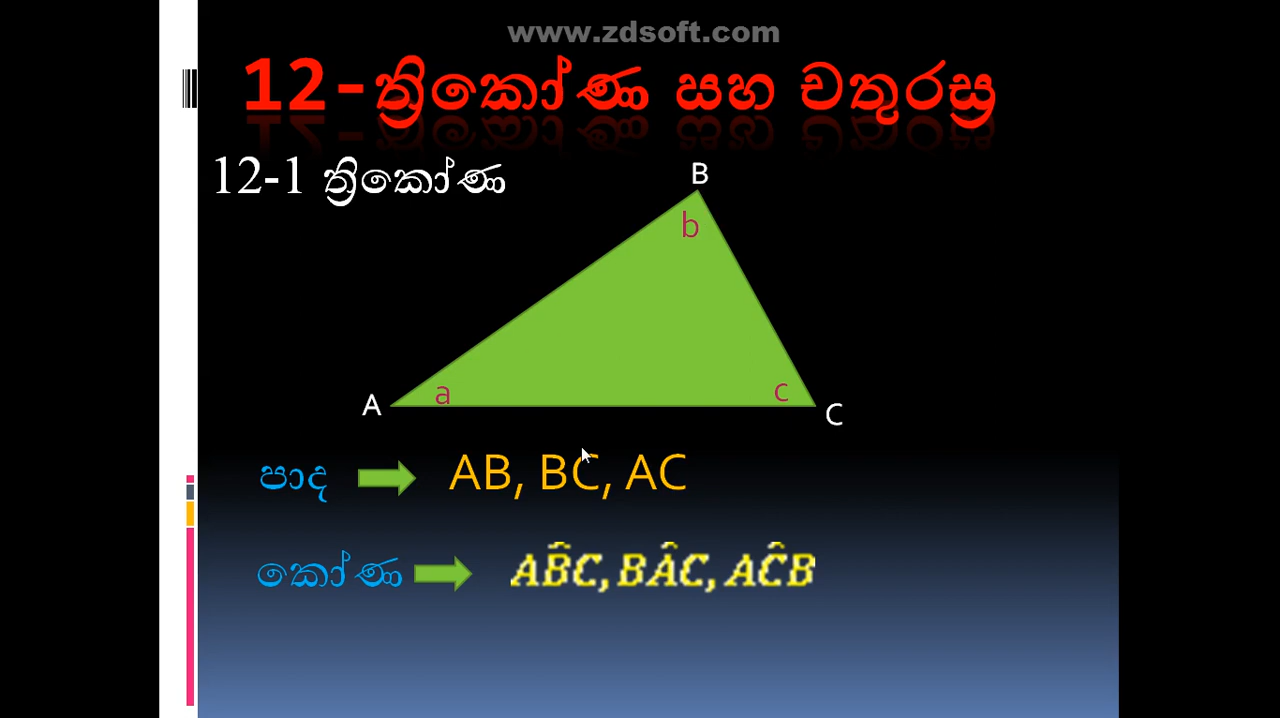 www.zdsoft.com
12-ත්‍රිකෝණ සහ චතුරස්‍ර
12-1 ත්‍රිකෝණ
B
b
A
a
c
C
පාද AB, BC, AC
කෝණ AB̂C, BÂC, AĈB